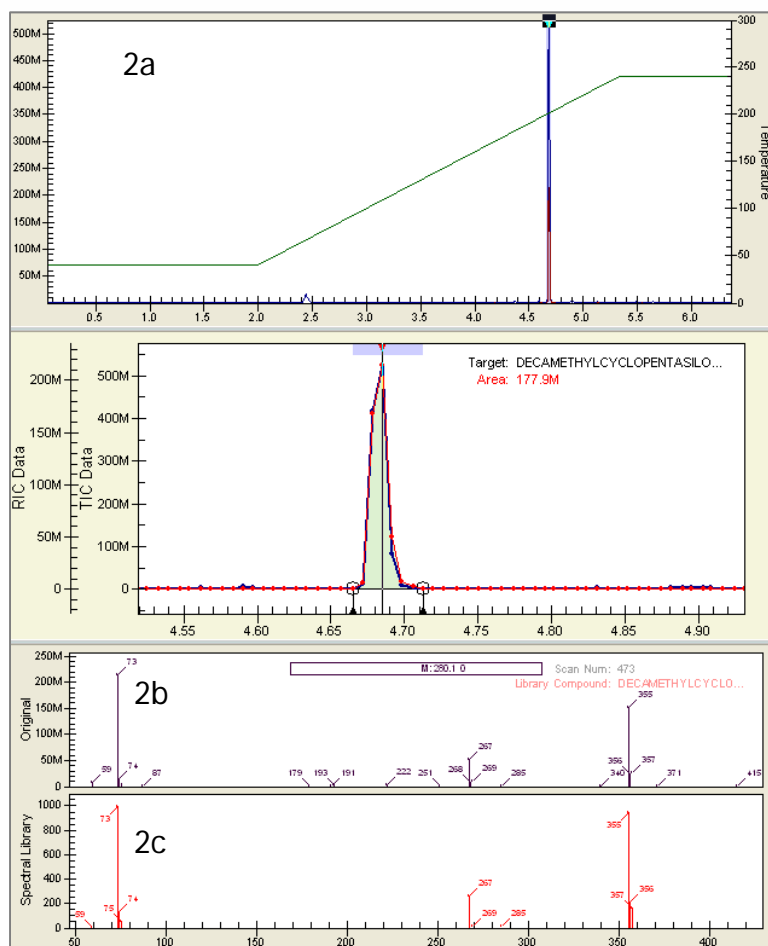 2a
500M
450M
400M
350M
300M
250M
200M
150M
100M
50M
300
250
200
150
100
50
0
Temperature
0.5 1.0 1.5 2.0 2.5 3.0 3.5 4.0 4.5 5.0 5.5 6.0
Target: DECAMETHYLCYCLOPENTASILO...
Area: 177.9M
RIC Data
200M
150M
100M
50M
0
TIC Data
500M
400M
300M
200M
100M
0
4.55 4.60 4.65 4.70 4.75 4.80 4.85 4.90
2b
M:280.1 0
Scan Num: 473
Library Compound: DECAMETHYLCYCLO...
Original
250M
200M
150M
100M
50M
0
59 73 74 87 179 193 191 222 251 267 268 269 285 340 355 356 357 371 415
2c
Spectral Library
1000
800
600
400
200
0
59 73 75 74 267 269 285 355 357 356
50 100 150 200 250 300 350 400